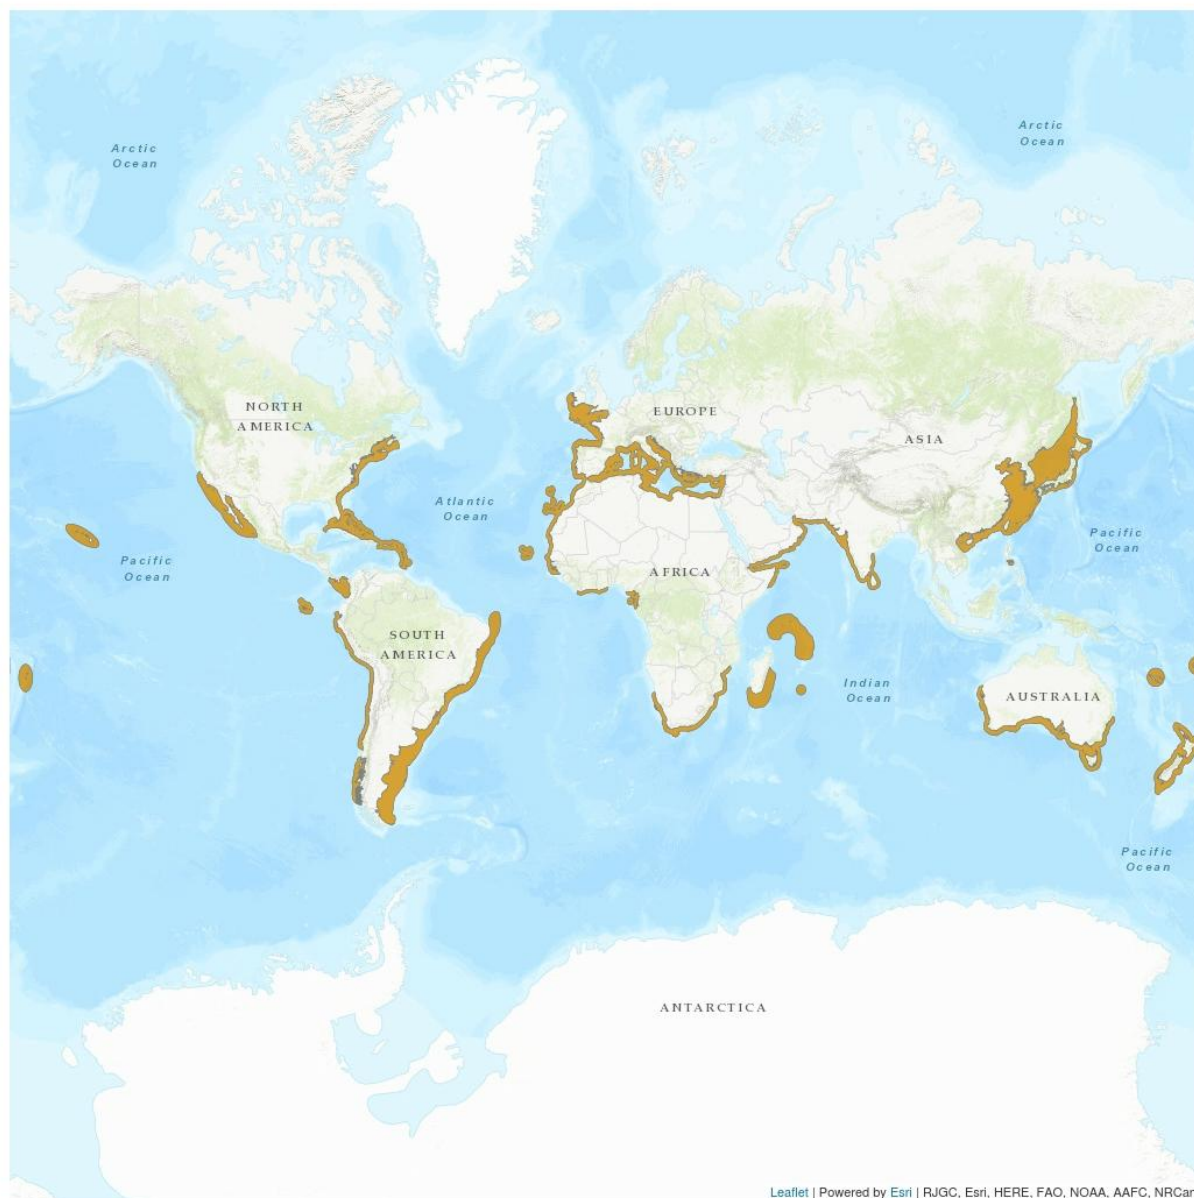 Arctic
Ocean
Arctic
Ocean
NORTH
AMERICA
EUROPE
ASIA
Atlantic
Ocean
Pacific
Ocean
Pacific
Ocean
AFRICA
SOUTH
AMERICA
Indian
Ocean
AUSTRALIA
Pacific
Ocean
ANTARCTICA
Leaflet | Powered by Esri | RJGC, Esri, HERE, FAO, NOAA, AAFC, NRCan